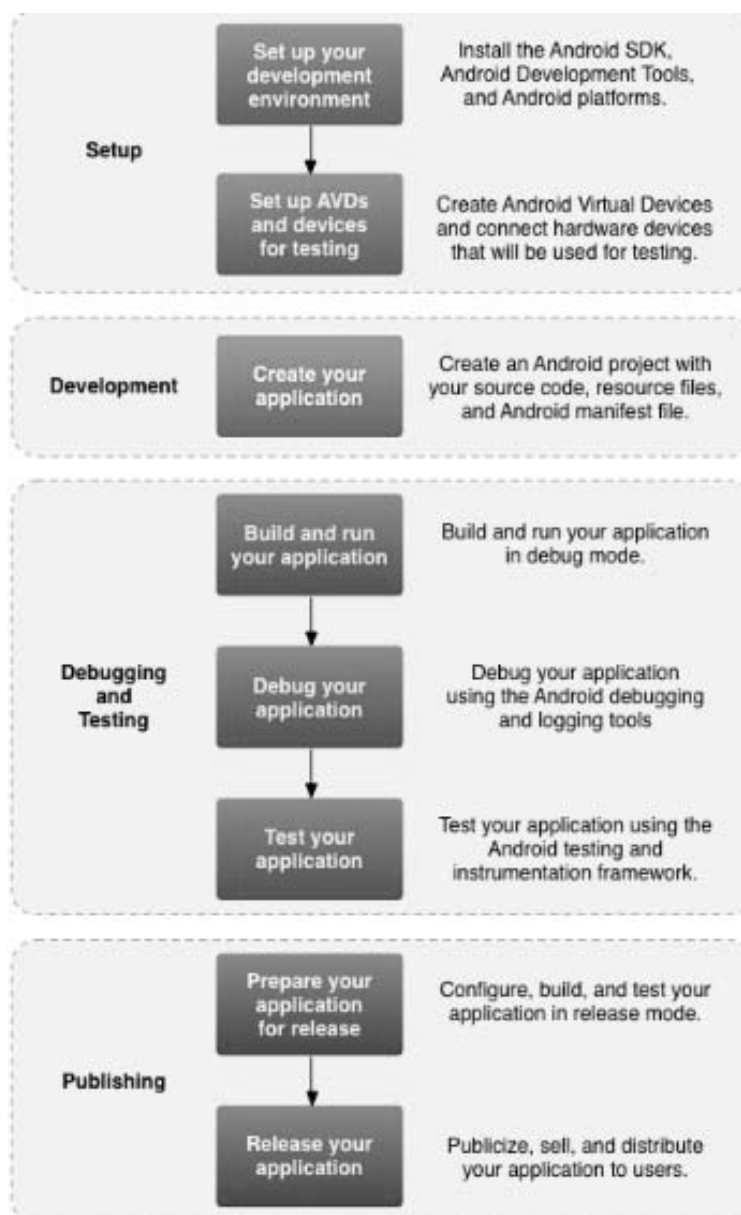 Setup
Set up your
development
environment
Install the Android SDK,
Android Development Tools,
and Android platforms.
Set up AVDs
and devices
for testing
Create Android Virtual Devices
and connect hardware devices
that will be used for testing.
Development
Create your
application
Create an Android project with
your source code, resource files,
and Android manifest file.
Debugging
and
Testing
Build and run
your application
Build and run your application
in debug mode.
Debug your
application
Debug your application
using the Android debugging
and logging tools
Test your
application
Test your application using the
Android testing and
instrumentation framework.
Publishing
Prepare your
application
for release
Configure, build, and test your
application in release mode.
Release your
application
Publicize, sell, and distribute
your application to users.